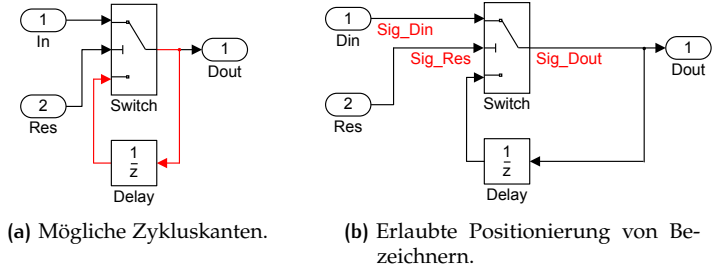 1
In
2
Res
Switch
1
Dout
1
z
Delay
(a) Mögliche Zykluskanten.
1
Din
Sig_Din
2
Res
Sig_Res
Switch
Sig_Dout
1
Dout
1
z
Delay
(b) Erlaubte Positionierung von Be-
zeichnern.